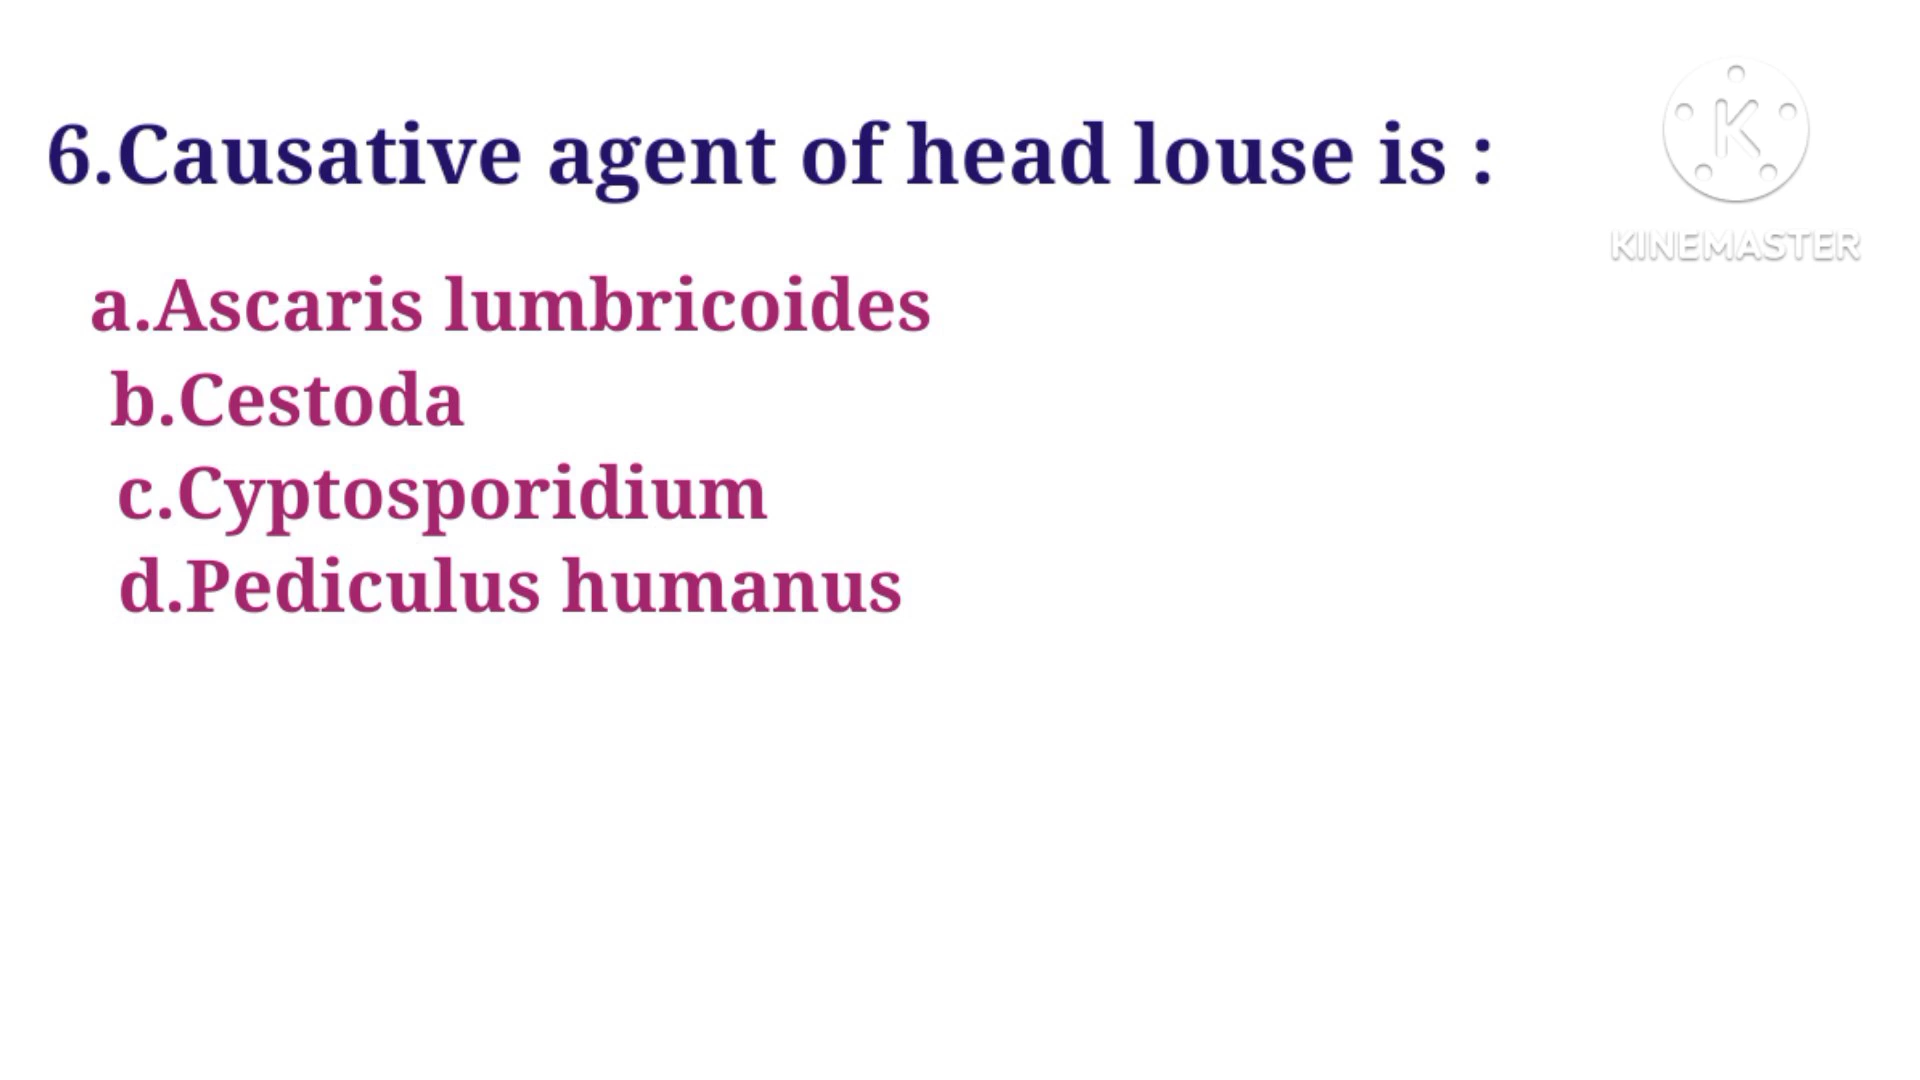 6.Causative agent of head louse is :
K
KINEMASTER
a.Ascaris lumbricoides
b.Cestoda
c.Cyptosporidium
d.Pediculus humanus